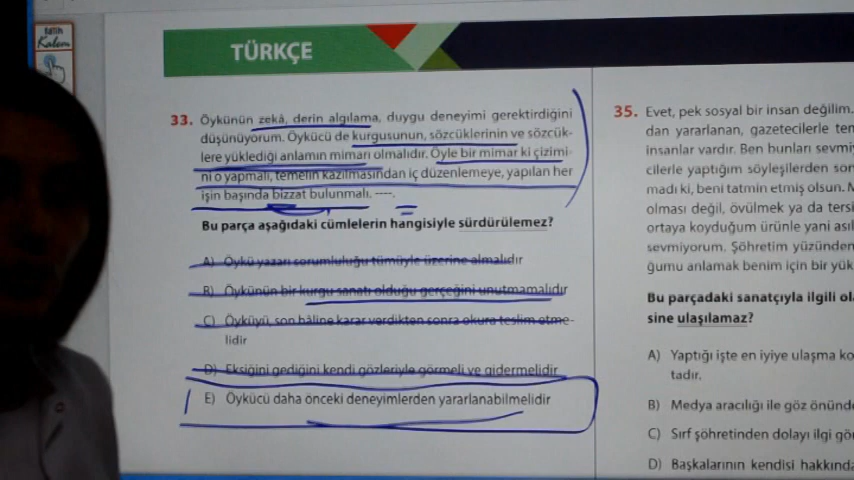 Fatih
Kalem
TÜRKÇE
33. Öykünün zekâ, derin algılama, duygu deneyimi gerektirdiğini
düşünüyorum. Öykücü de kurgusunun, sözcüklerinin ve sözcük-
lere yüklediği anlamın mimarı olmalıdır. Öyle bir mimar ki çizimi-
ni o yapmalı, temelin kazılmasından iç düzenlemeye, yapılan her
işin başında bizzat bulunmalı. ----.
Bu parça aşağıdaki cümlelerin hangisiyle sürdürülemez?
A) Öykü yazarı sorumluluğu tümüyle üzerine almalıdır
B) Öykünün bir kurgu sanatı olduğu gerçeğini unutmamalıdır
C) Öyküyü, son hâline karar verdikten sonra okura teslim etme-
lidir
D) Eksiğini gediğini kendi gözleriyle görmeli ve gidermelidir
E) Öykücü daha önceki deneyimlerden yararlanabilmelidir
35. Evet, pek sosyal bir insan değilim.
dan yararlanan, gazetecilerle
insanlar vardır. Ben bunları
cilerle yaptığım söyleşilerden
madı ki, beni tatmin etmiş olsun.
olması değil, övülmek ya da
ortaya koyduğum ürünle yani
sevmiyorum. Şöhretim yüzünden
ğumu anlamak benim için bir
Bu parçadaki sanatçıyla ilgili
sine ulaşılamaz?
A) Yaptığı işte en iyiye ulaşma
tadır.
B) Medya aracılığı ile göz
C) Sırf şöhretinden dolayı ilgi
D) Başkalarının kendisi